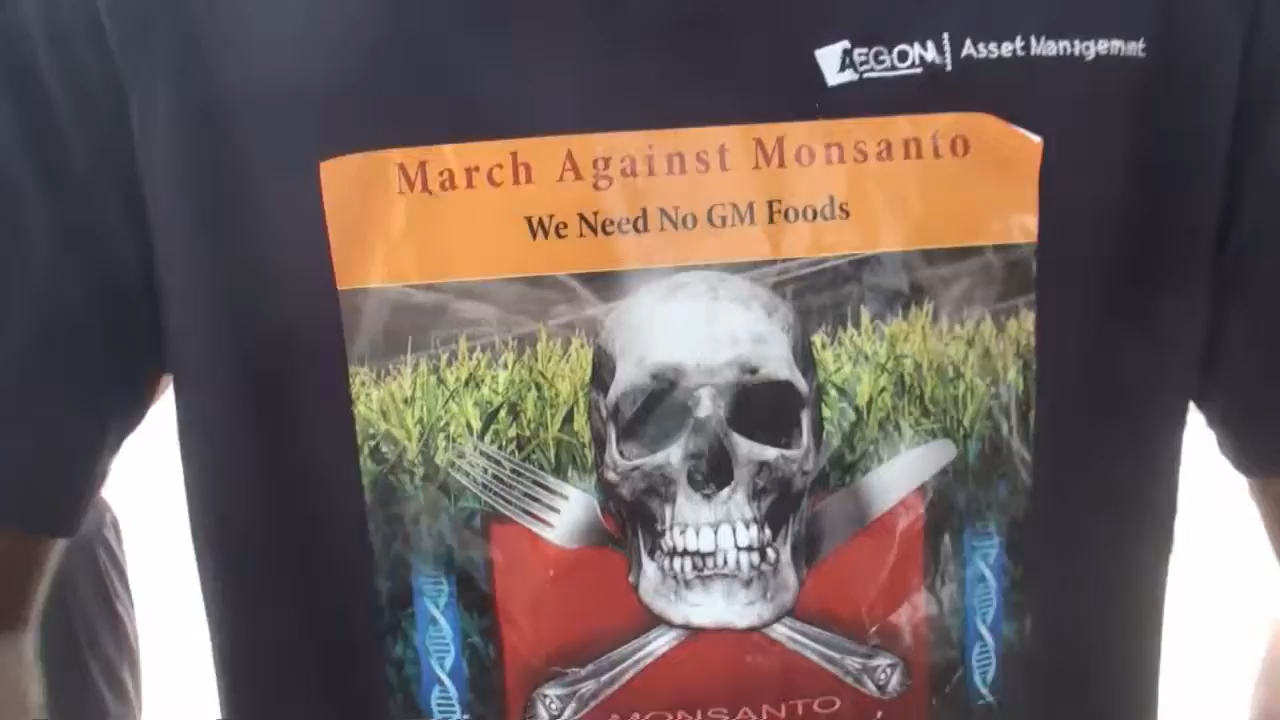 AEGON Asset Management
March Against Monsanto
We Need No GM Foods
MONSANTO